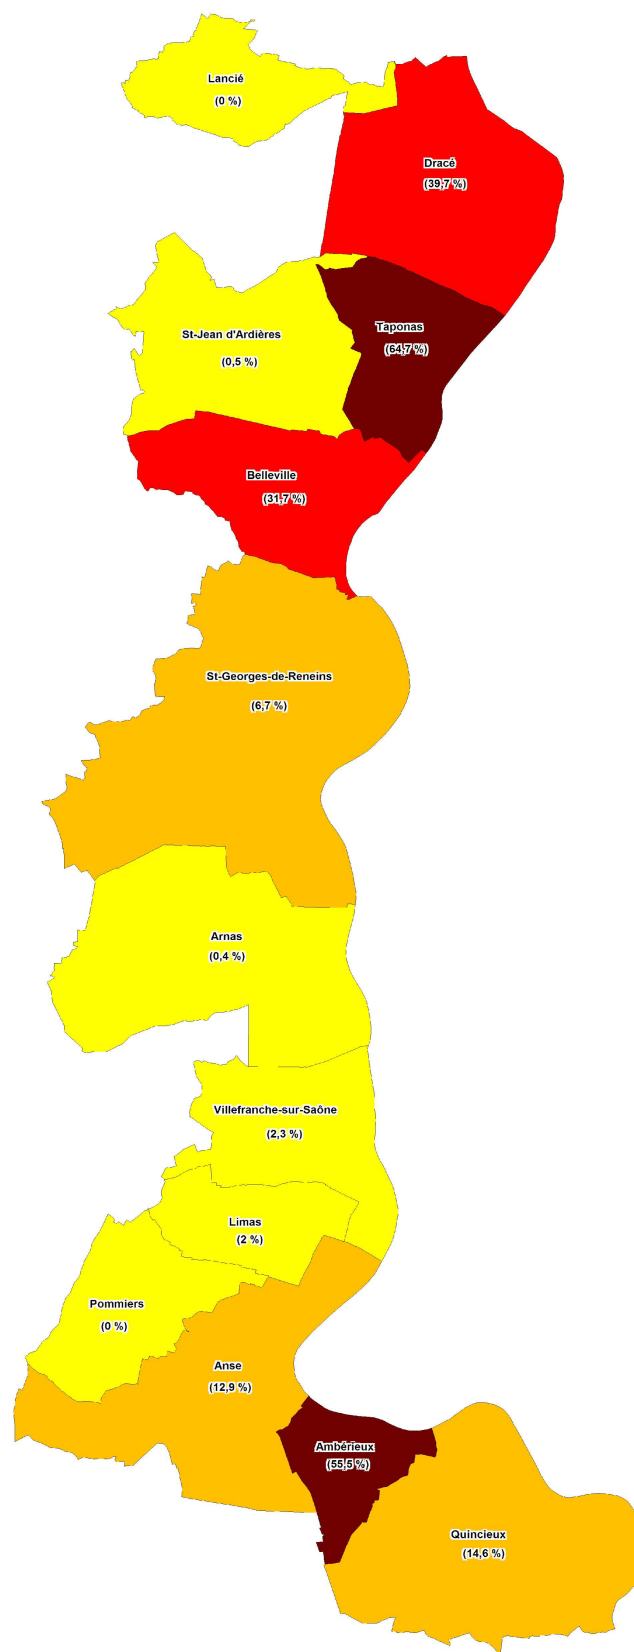 Lancié
(0 %)
Dracé
(39,7 %)
Taponas
(64,7 %)
St-Jean d'Ardières
(0,5 %)
Belleville
(31,7 %)
St-Georges-de-Reneins
(6,7 %)
Arnas
(0,4 %)
Villefranche-sur-Saône
(2,3 %)
Limas
(2 %)
Pommiers
(0 %)
Anse
(12,9 %)
Ambérieux
(55,5 %)
Quincieux
(14,6 %)